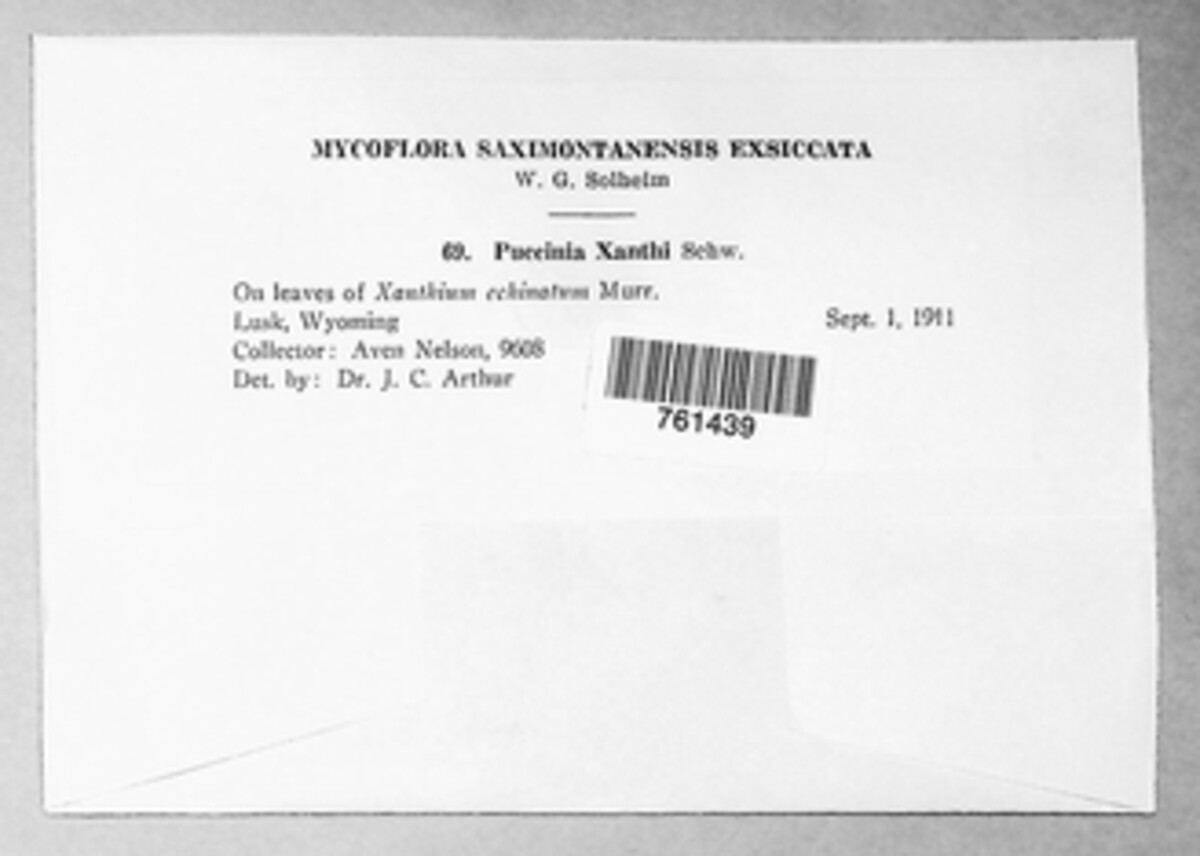 MYCOFLORA SAXIMONTANENSIS EXSICCATA
W. G. Solheim
69. Puccinia Xanthi Schw.
On leaves of Xanthium echinatum Murr.
Lusk, Wyoming Sept. 1, 1911
Collector: Aven Nelson, 9608
Det. by: Dr. J. C. Arthur
761439